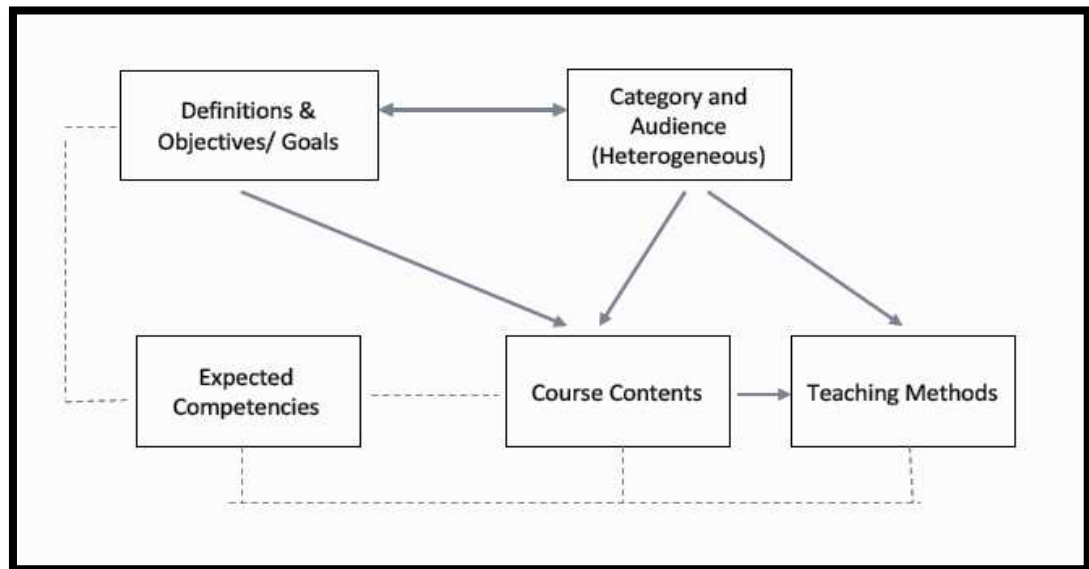 Definitions &
Objectives/ Goals
Category and
Audience
(Heterogeneous)
Expected
Competencies
Course Contents
Teaching Methods